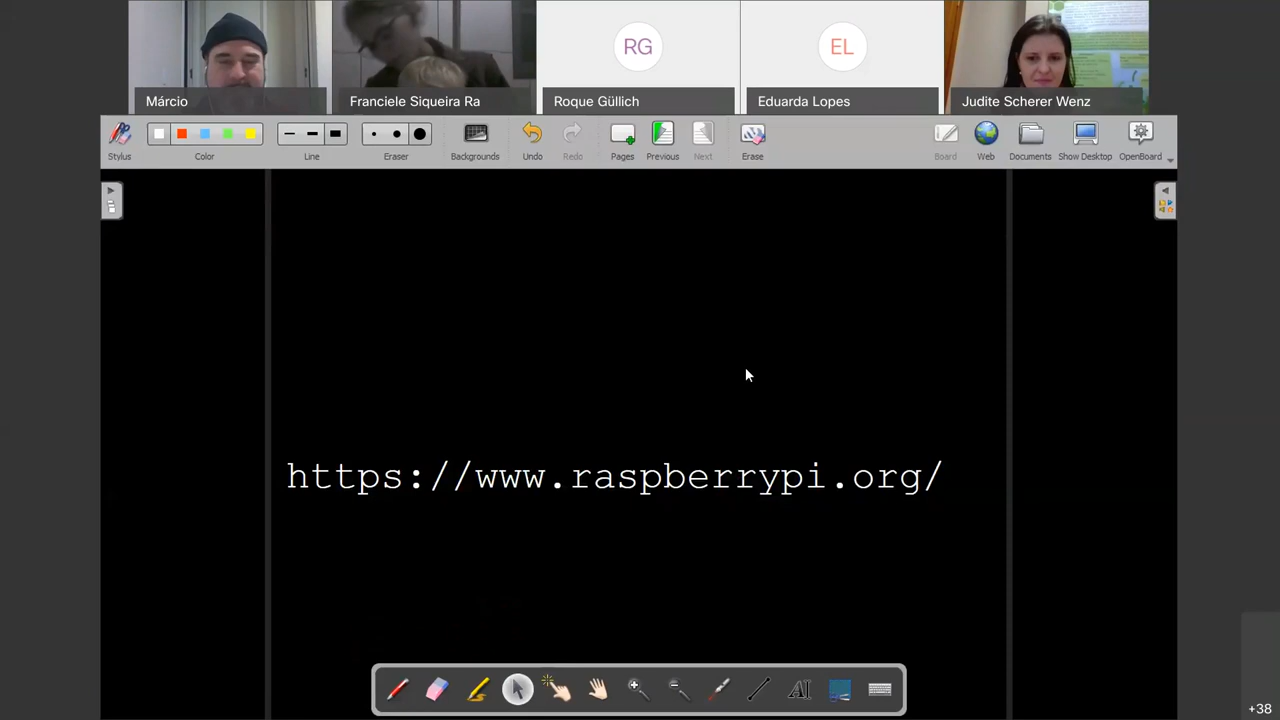 RG
EL
Márcio
Franciele Siqueira Ra
Roque Güllich
Eduarda Lopes
Judite Scherer Wenz
Stylus
Color
Line
Eraser
Backgrounds
Undo
Redo
Pages
Previous
Next
Erase
Board
Web
Documents
Show Desktop
OpenBoard
https://www.raspberrypi.org/
AI
+38